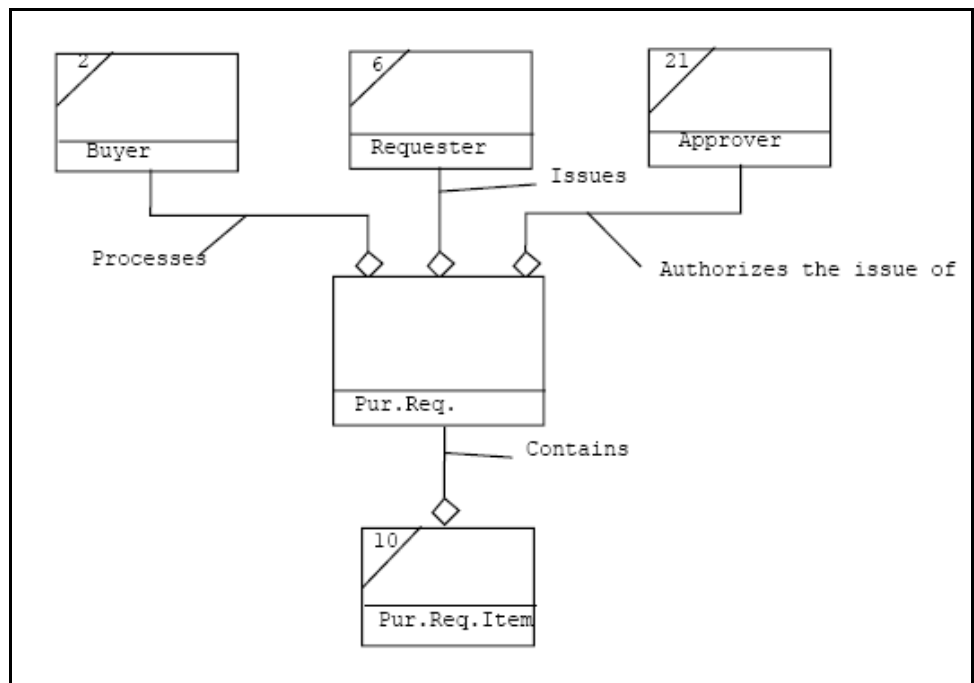 2
6
21
Buyer
Requester
Approver
Issues
Processes
Authorizes the issue of
Pur.Req.
Contains
10
Pur.Req.Item